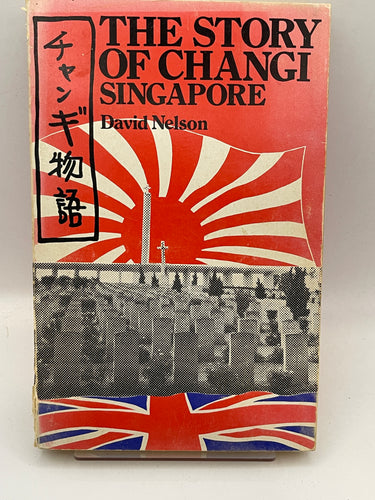 THE STORY
OF CHANGI
SINGAPORE
David Nelson
チャンギ物語